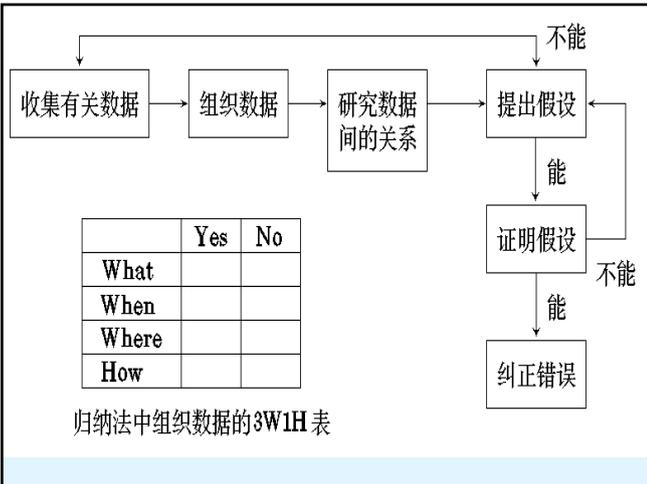 不能
收集有关数据
组织数据
研究数据
间的关系
提出假设
能
证明假设
不能
能
纠正错误
Yes No
What
When
Where
How
归纳法中组织数据的3W1H表